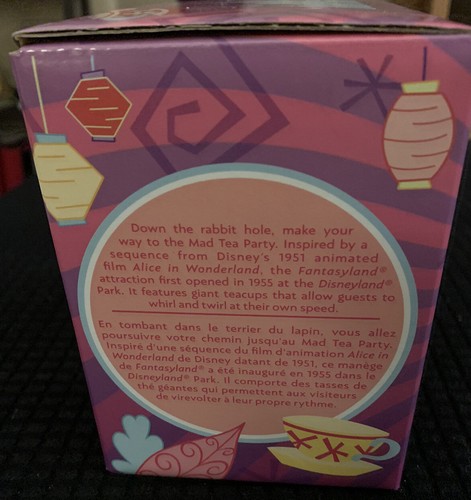 Down the rabbit hole, make your
way to the Mad Tea Party. Inspired by a
sequence from Disney's 1951 animated
film Alice in Wonderland, the Fantasyland®
attraction first opened in 1955 at the Disneyland®
Park. It features giant teacups that allow guests to
whirl and twirl at their own speed.
En tombant dans le terrier du lapin, vous allez
poursuivre votre chemin jusqu'au Mad Tea Party.
Inspiré d'une séquence du film d'animation Alice in
Wonderland de Disney datant de 1951, ce manège
de Fantasyland® a été inauguré en 1955 dans le
Disneyland® Park. Il comporte des tasses de
thé géantes qui permettent aux visiteurs
de virevolter à leur propre rythme.